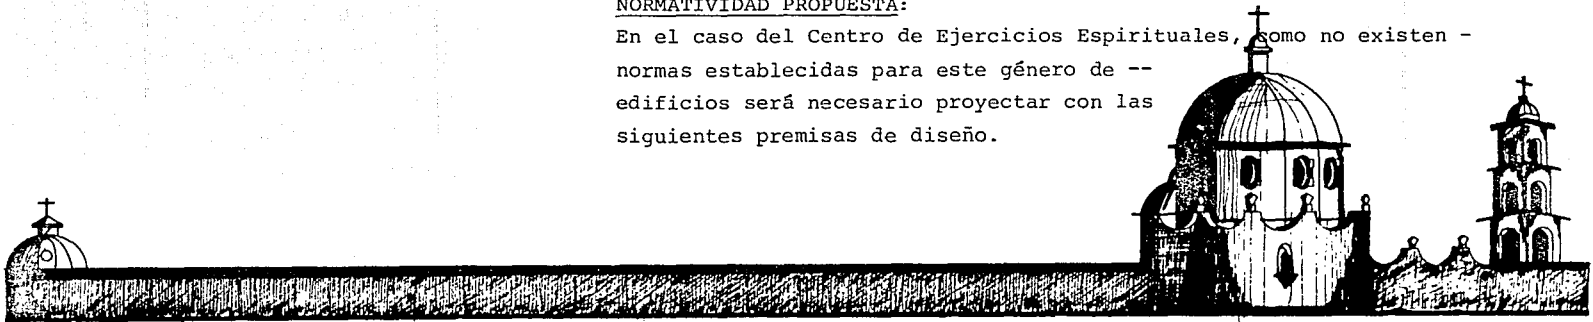 NORMATIVIDAD PROPUESTA:
En el caso del Centro de Ejercicios Espirituales, como no existen -
normas establecidas para este género de --
edificios será necesario proyectar con las
siguientes premisas de diseño.